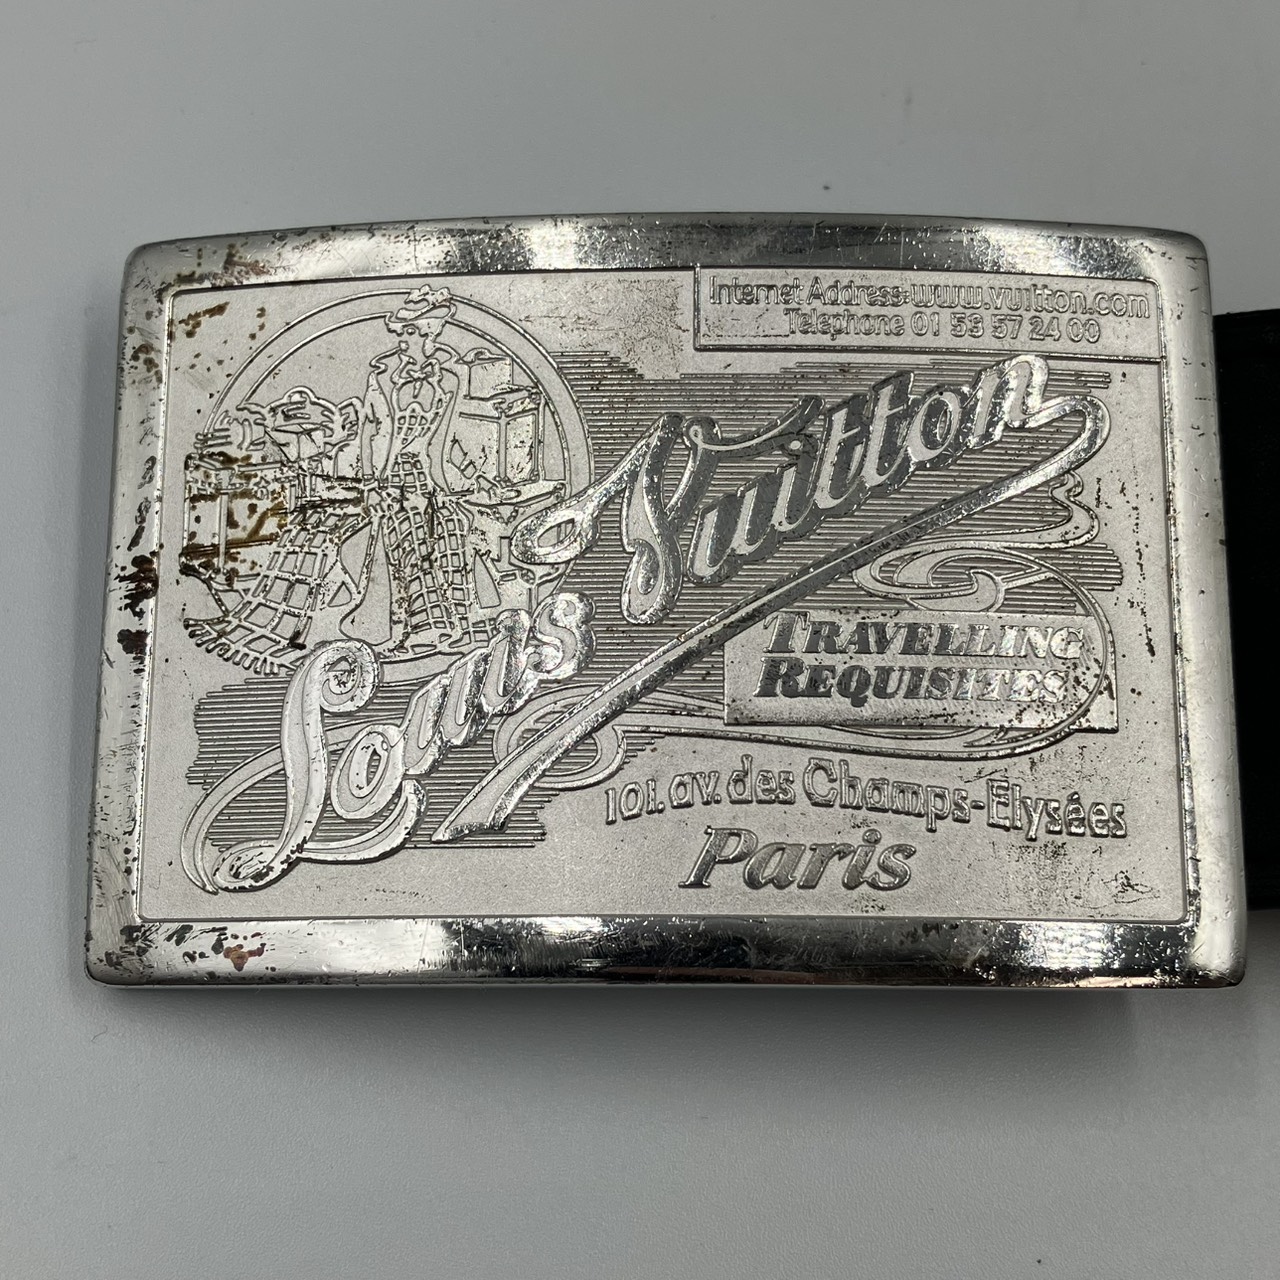 Internet Address:www.vuitton.com
Telephone 01 53 57 24 00
Louis Vuitton
TRAVELLING
REQUISITES
101. av. des Champs-Elysées
Paris